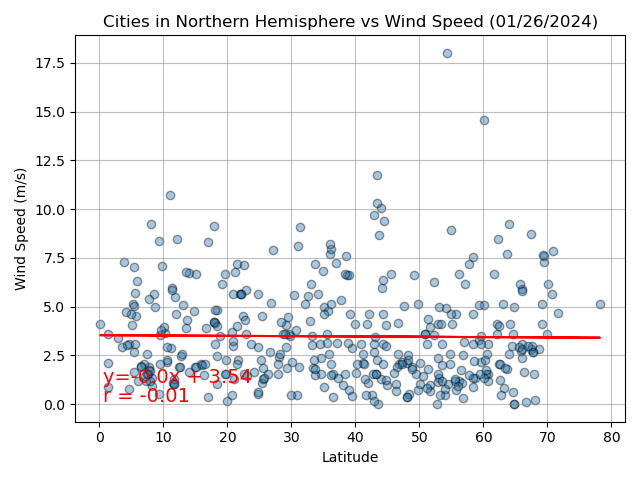 Cities in Northern Hemisphere vs Wind Speed (01/26/2024)
Wind Speed (m/s)
17.5
15.0
12.5
10.0
7.5
5.0
2.5
0.0
y=-0.0x + 3.54
r = -0.01
0 10 20 30 40 50 60 70 80
Latitude